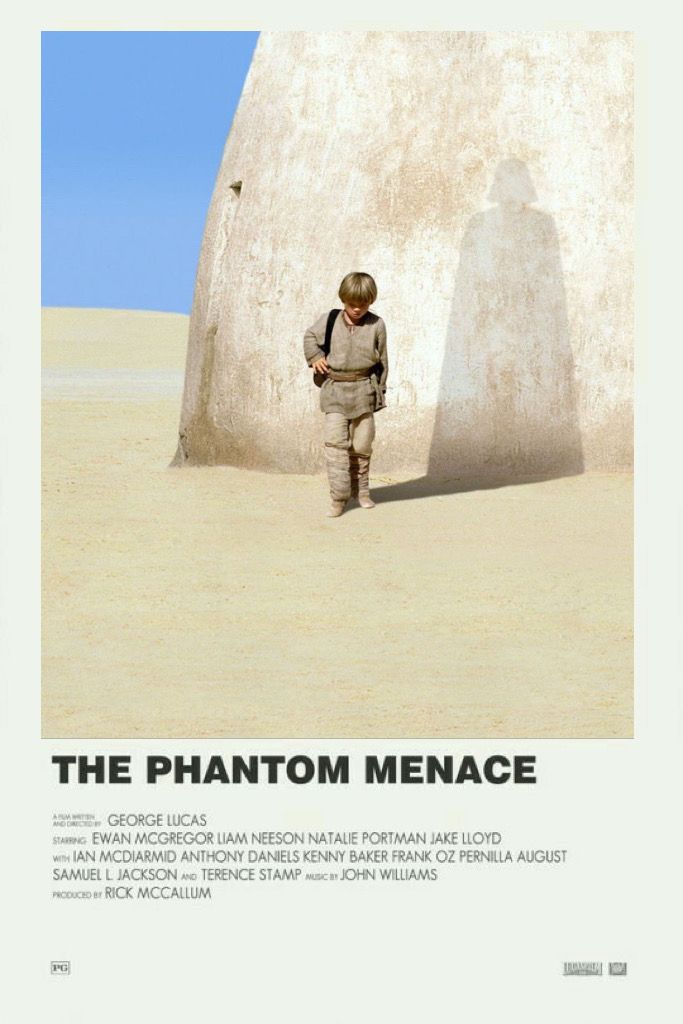 THE PHANTOM MENACE
A FILM WRITTEN
AND DIRECTED BY GEORGE LUCAS
STARRING EWAN MCGREGOR LIAM NEESON NATALIE PORTMAN JAKE LLOYD
WITH IAN MCDIARMID ANTHONY DANIELS KENNY BAKER FRANK OZ PERNILLA AUGUST
SAMUEL L. JACKSON AND TERENCE STAMP MUSIC BY JOHN WILLIAMS
PRODUCED BY RICK MCCALLUM
PG